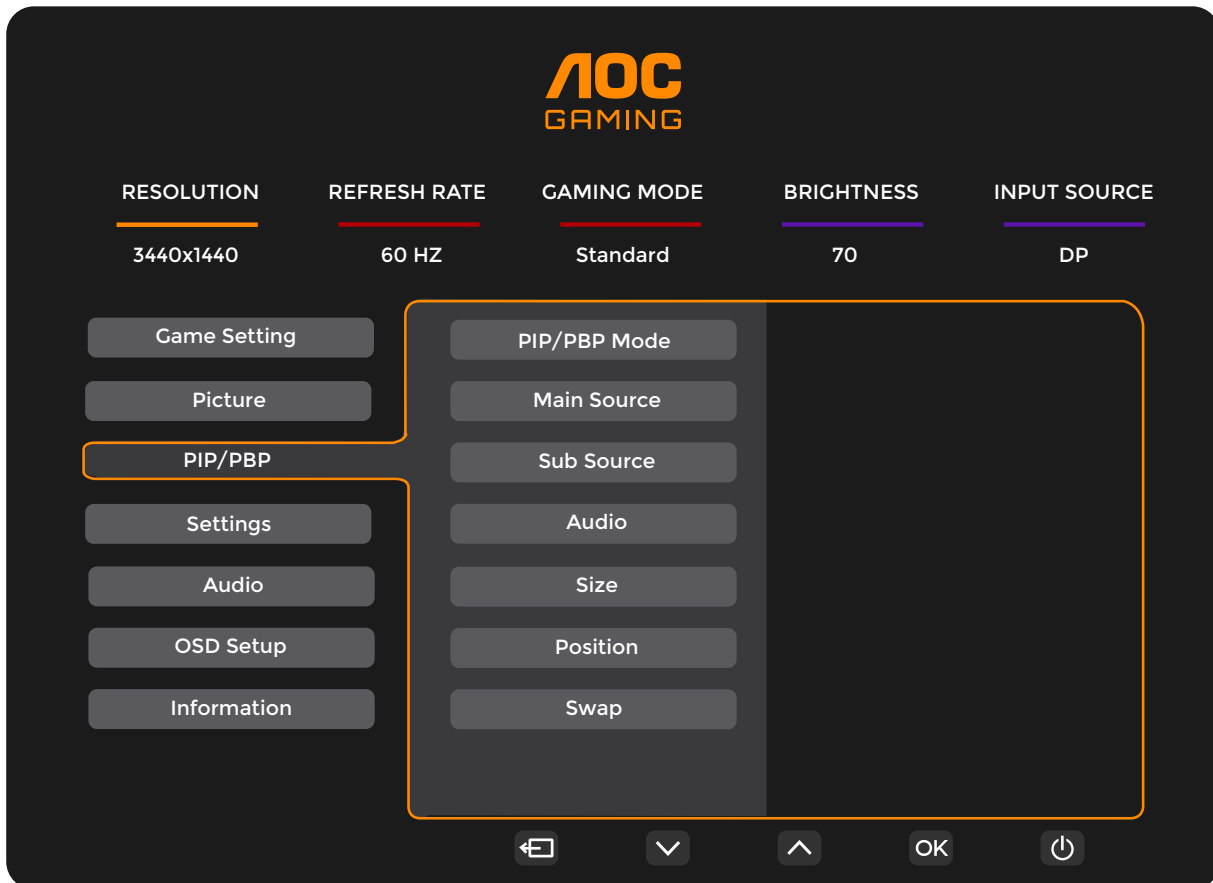 AOC
GAMING
RESOLUTION REFRESH RATE GAMING MODE BRIGHTNESS INPUT SOURCE
3440x1440 60 HZ Standard 70 DP
Game Setting
Picture
PIP/PBP
Settings
Audio
OSD Setup
Information
PIP/PBP Mode
Main Source
Sub Source
Audio
Size
Position
Swap
OK